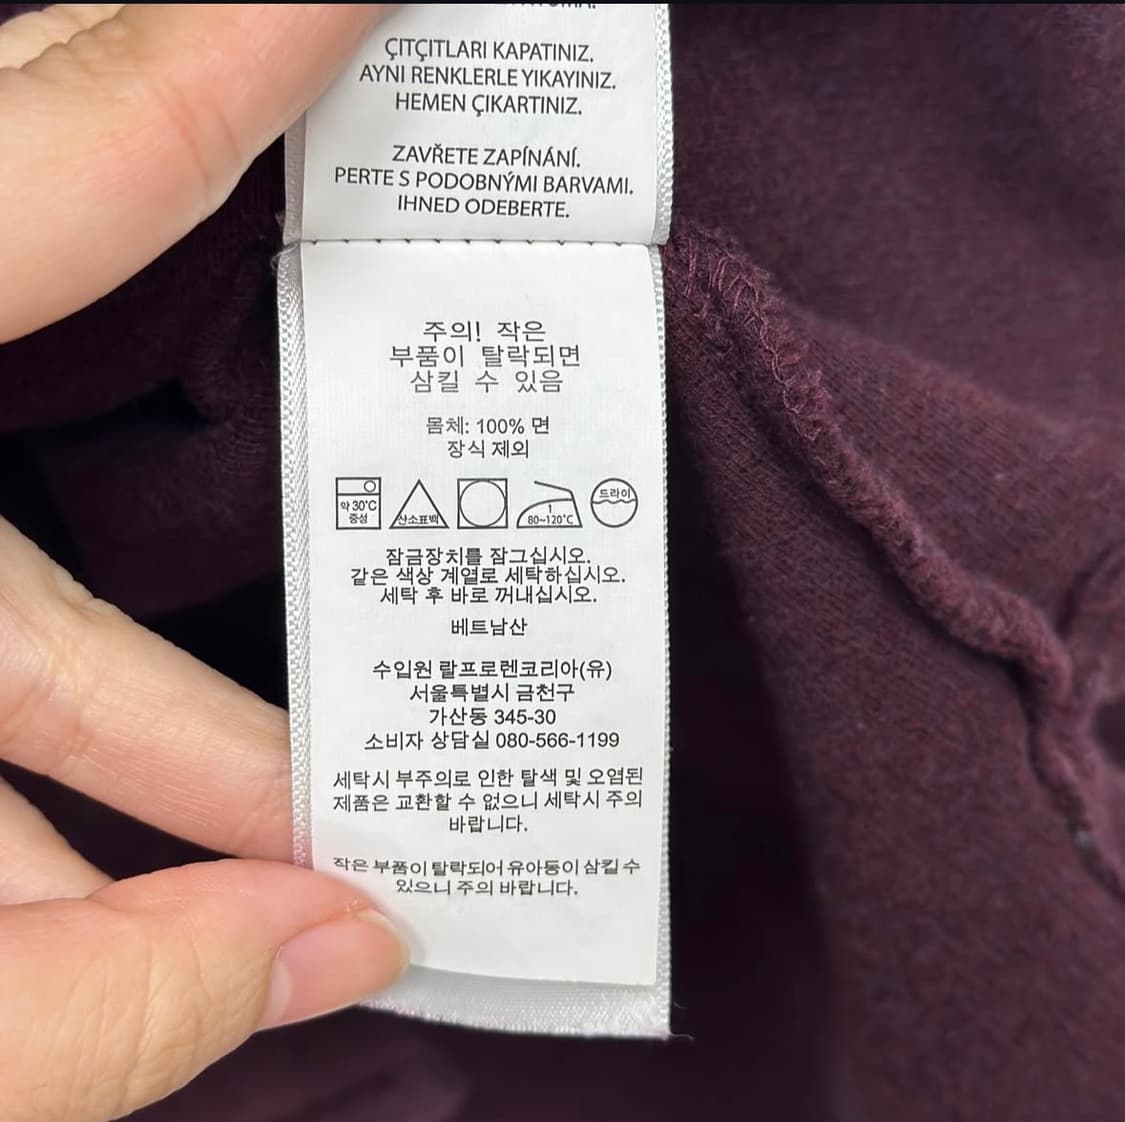 ÇITÇITLARI KAPATINIZ.
AYNI RENKLERLE YIKAYINIZ.
HEMEN ÇIKARTINIZ.
ZAVŘETE ZAPÍNÁNÍ.
PERTE S PODOBNÝMI BARVAMI.
IHNED ODEBERTE.
주의! 작은
부품이 탈락되면
삼킬 수 있음
몸체: 100% 면
장식 제외
약 30℃
중성
산소표백
1
80~120℃
드라이
잠금장치를 잠그십시오.
같은 색상 계열로 세탁하십시오.
세탁 후 바로 꺼내십시오.
베트남산
수입원 랄프로렌코리아(유)
서울특별시 금천구
가산동 345-30
소비자 상담실 080-566-1199
세탁시 부주의로 인한 탈색 및 오염된
제품은 교환할 수 없으니 세탁시 주의
바랍니다.
작은 부품이 탈락되어 유아동이 삼킬 수
있으니 주의 바랍니다.